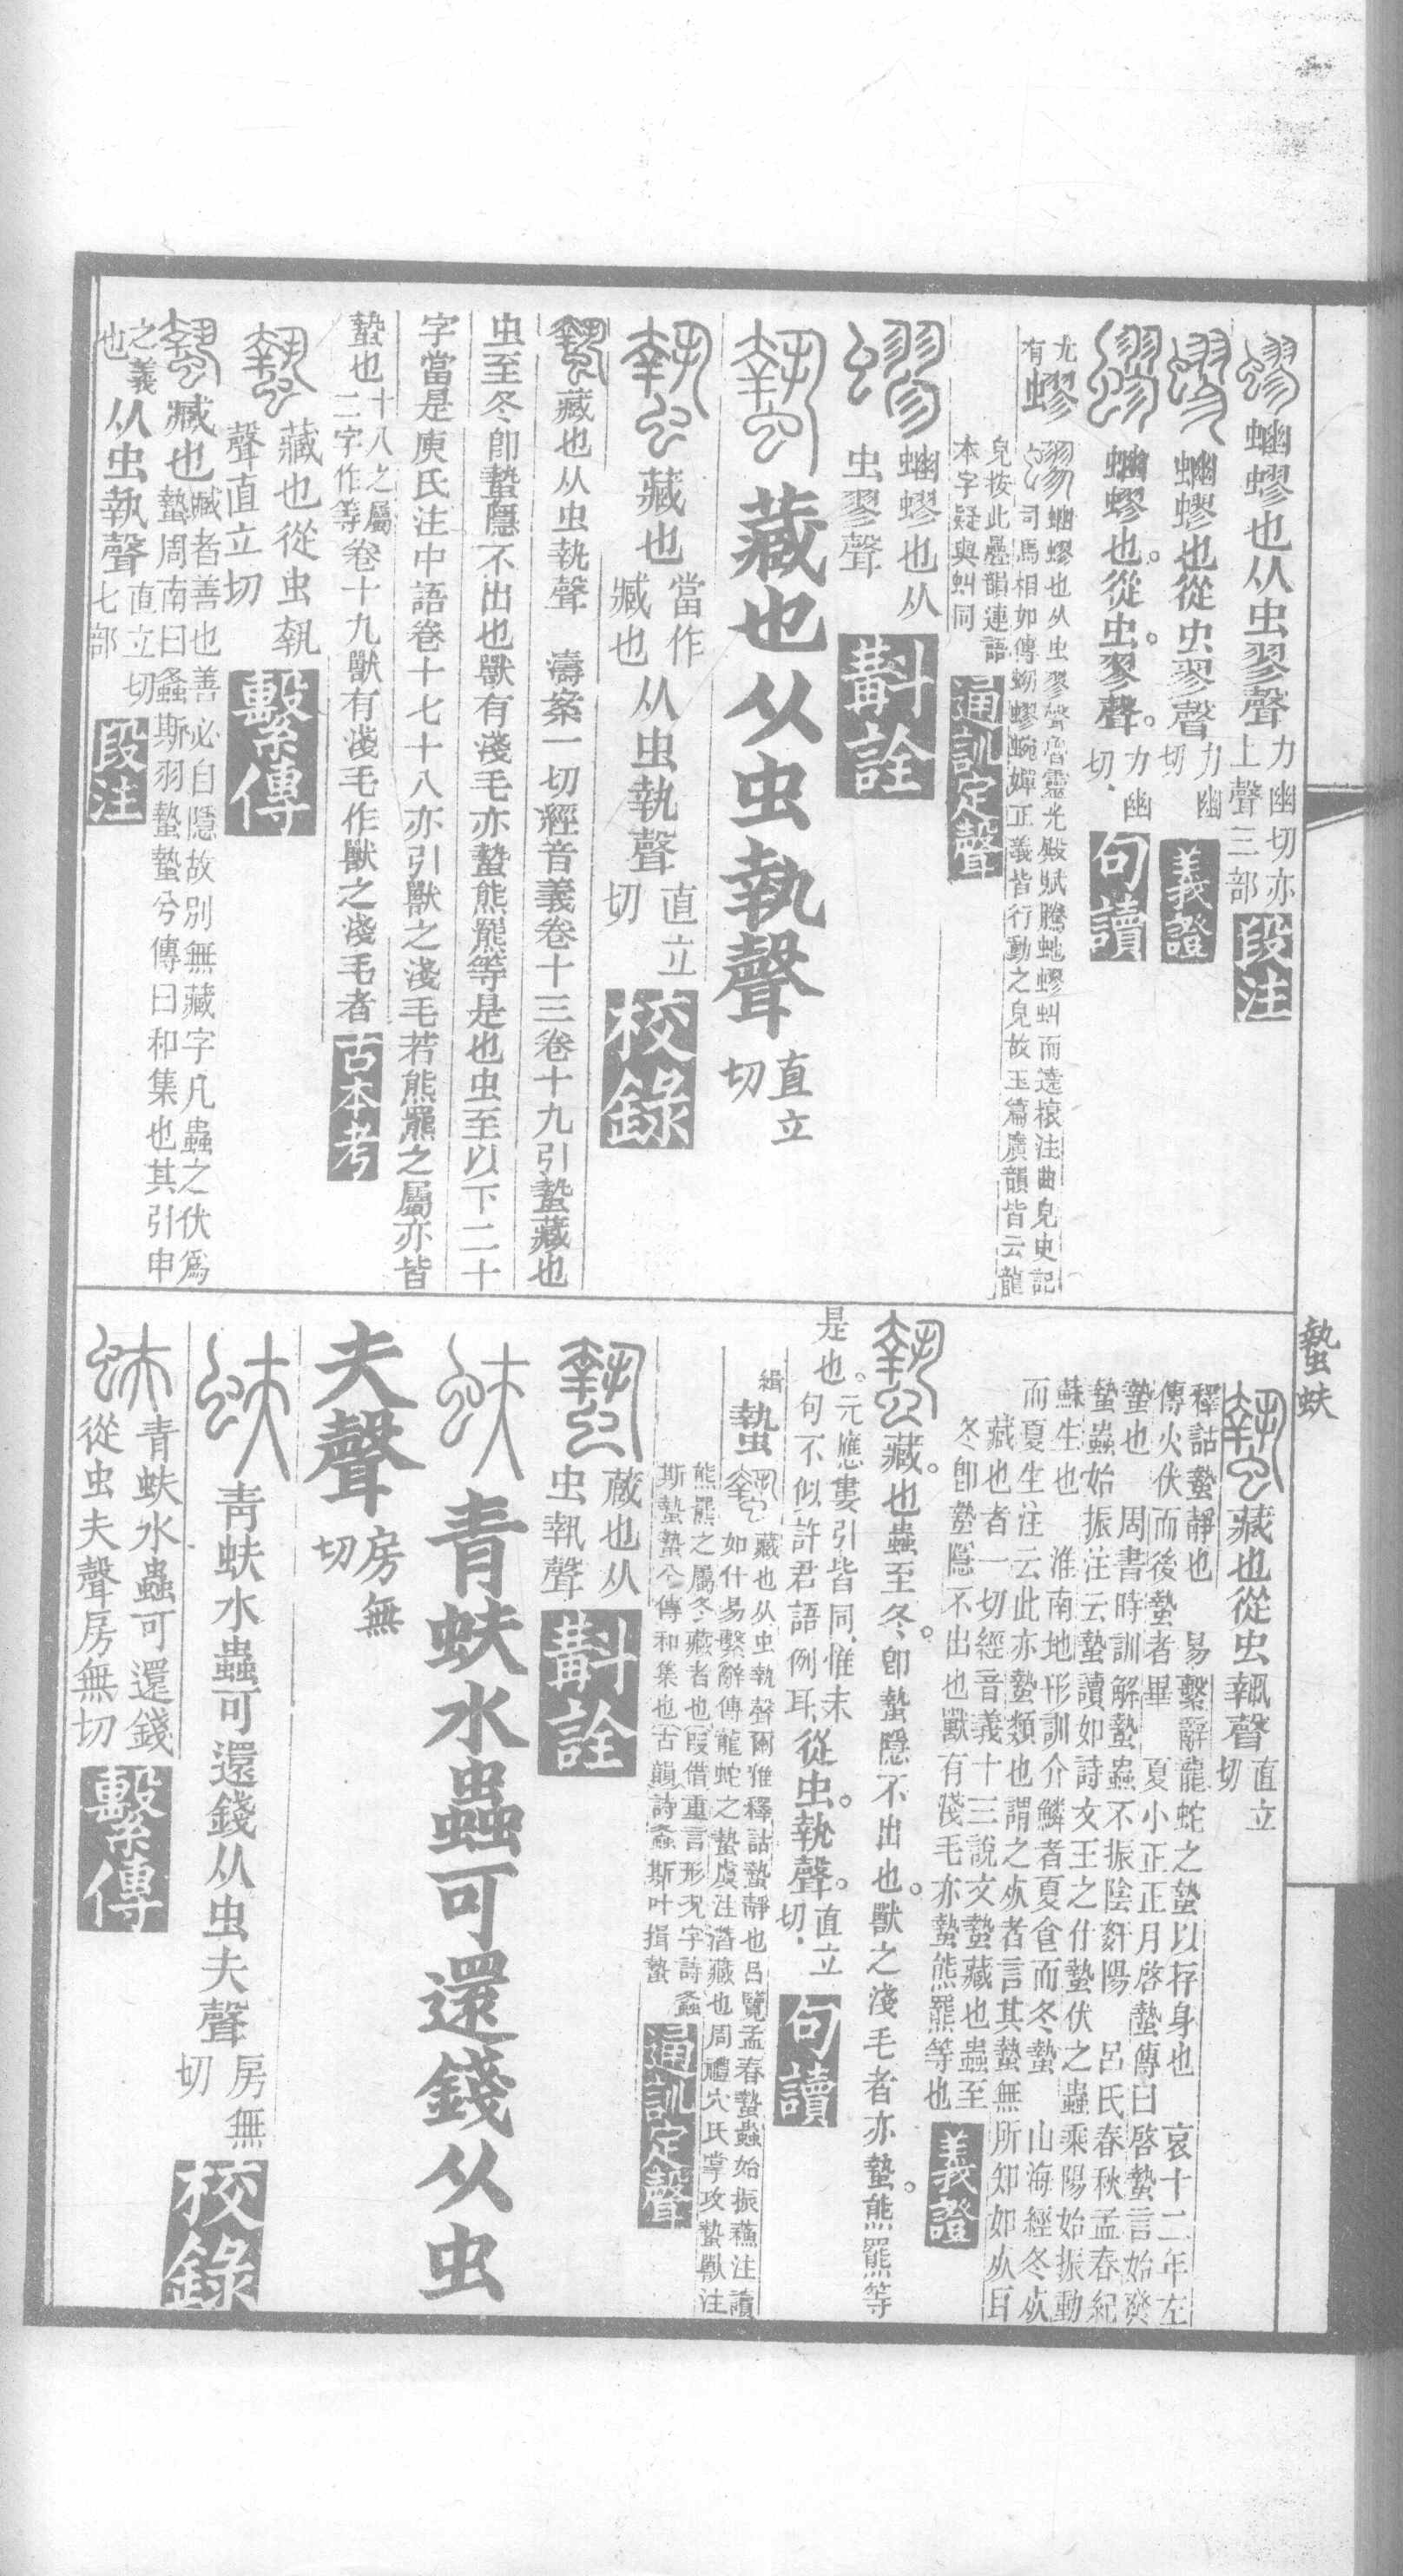 蟉蟉也从虫翏聲力幽切亦上聲三部 段注
蟉 蟉也從虫翏聲力幽切 義證
蟉 蟉也。從虫。翏聲。力幽切。 句讀
尤有 蟉
蟉也从虫翏聲魯靈光殿賦騰虵蟉虯而遶榱注曲皃史記
司馬相如傳蚴蟉蜿蟺正義皆行動之皃故玉篇廣韻皆云龍
皃按此疊韻連語
本字疑與虯同 通訓定聲
蟉 蟉也从虫翏聲 斠詮
蟄 藏也从虫執聲 直立切
蟄 藏也當作臧也从虫執聲直立切 校錄
蟄藏也从虫執聲 濤案一切經音義卷十三卷十九引蟄藏也
虫至冬卽蟄隱不出也獸有淺毛亦蟄熊羆等是也虫至以下二十
字當是庾氏注中語卷十七十八亦引獸之淺毛若熊羆之屬亦皆
蟄也十八之屬二字作等卷十九獸有淺毛作獸之淺毛者 古本考
蟄 藏也從虫執聲直立切 繫傳
蟄臧也臧者善也善必自隱故別無藏字凡蟲之伏爲蟄周南曰螽斯羽蟄蟄兮傳曰和集也其引申
之義也从虫執聲直立切七部 段注
蟄 蚨
蟄藏也從虫執聲直立切
釋詁蟄靜也 易繫辭龍蛇之蟄以存身也 哀十二年左
傳火伏而後蟄者畢 夏小正正月啓蟄傳曰啓蟄言始發
蟄也 周書時訓解蟄蟲不振陰姧陽 呂氏春秋孟春紀
蟄蟲始振注云蟄讀如詩文王之什蟄伏之蟲乘陽始振動
蘇生也 淮南地形訓介鱗者夏食而冬蟄 山海經冬㱙
而夏生注云此亦蟄類也謂之㱙者言其蟄無所知如㱙耳
藏也者一切經音義十三說文蟄藏也蟲至
冬卽蟄隱不出也獸有淺毛亦蟄熊羆等也 義證
蟄藏。也蟲至冬。卽蟄隱不出也。獸之淺毛者亦蟄。熊羆等
是也。元應婁引皆同惟末句不似許君語例耳從虫。執聲。直立切。 句讀
緝 蟄
藏也从虫執聲爾雅釋詁蟄靜也呂覽孟春蟄蟲始振蘇注讀
如什易繫辭傳龍蛇之蟄虞注潛藏也周禮穴氏掌攻蟄獸注
熊羆之屬冬藏者也〔叚借〕重言形況字詩螽
斯蟄蟄兮傳和集也〔古韻〕詩螽斯叶揖蟄 通訓定聲
蟄 蔵也从虫執聲 斠詮
蚨 青蚨水蟲可還錢从虫
夫聲 房無切
蚨 靑蚨水蟲可還錢从虫夫聲房無切 校錄
蚨 青蚨水蟲可還錢從虫夫聲房無切 繫傳